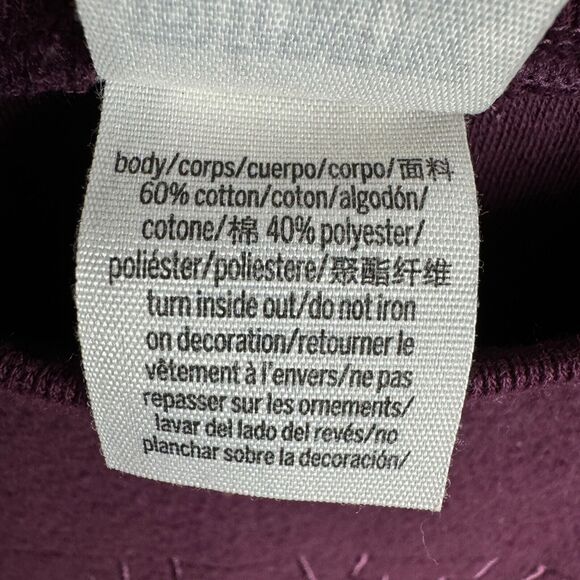 body/corps/cuerpo/corpo/面料
60% cotton/coton/algodón/
cotone/棉 40% polyester/
poliéster/poliestere/聚酯纤维
turn inside out/do not iron
on decoration/retourner le
vêtement à l'envers/ne pas
repasser sur les ornements/
lavar del lado del revés/no
planchar sobre la decoración/